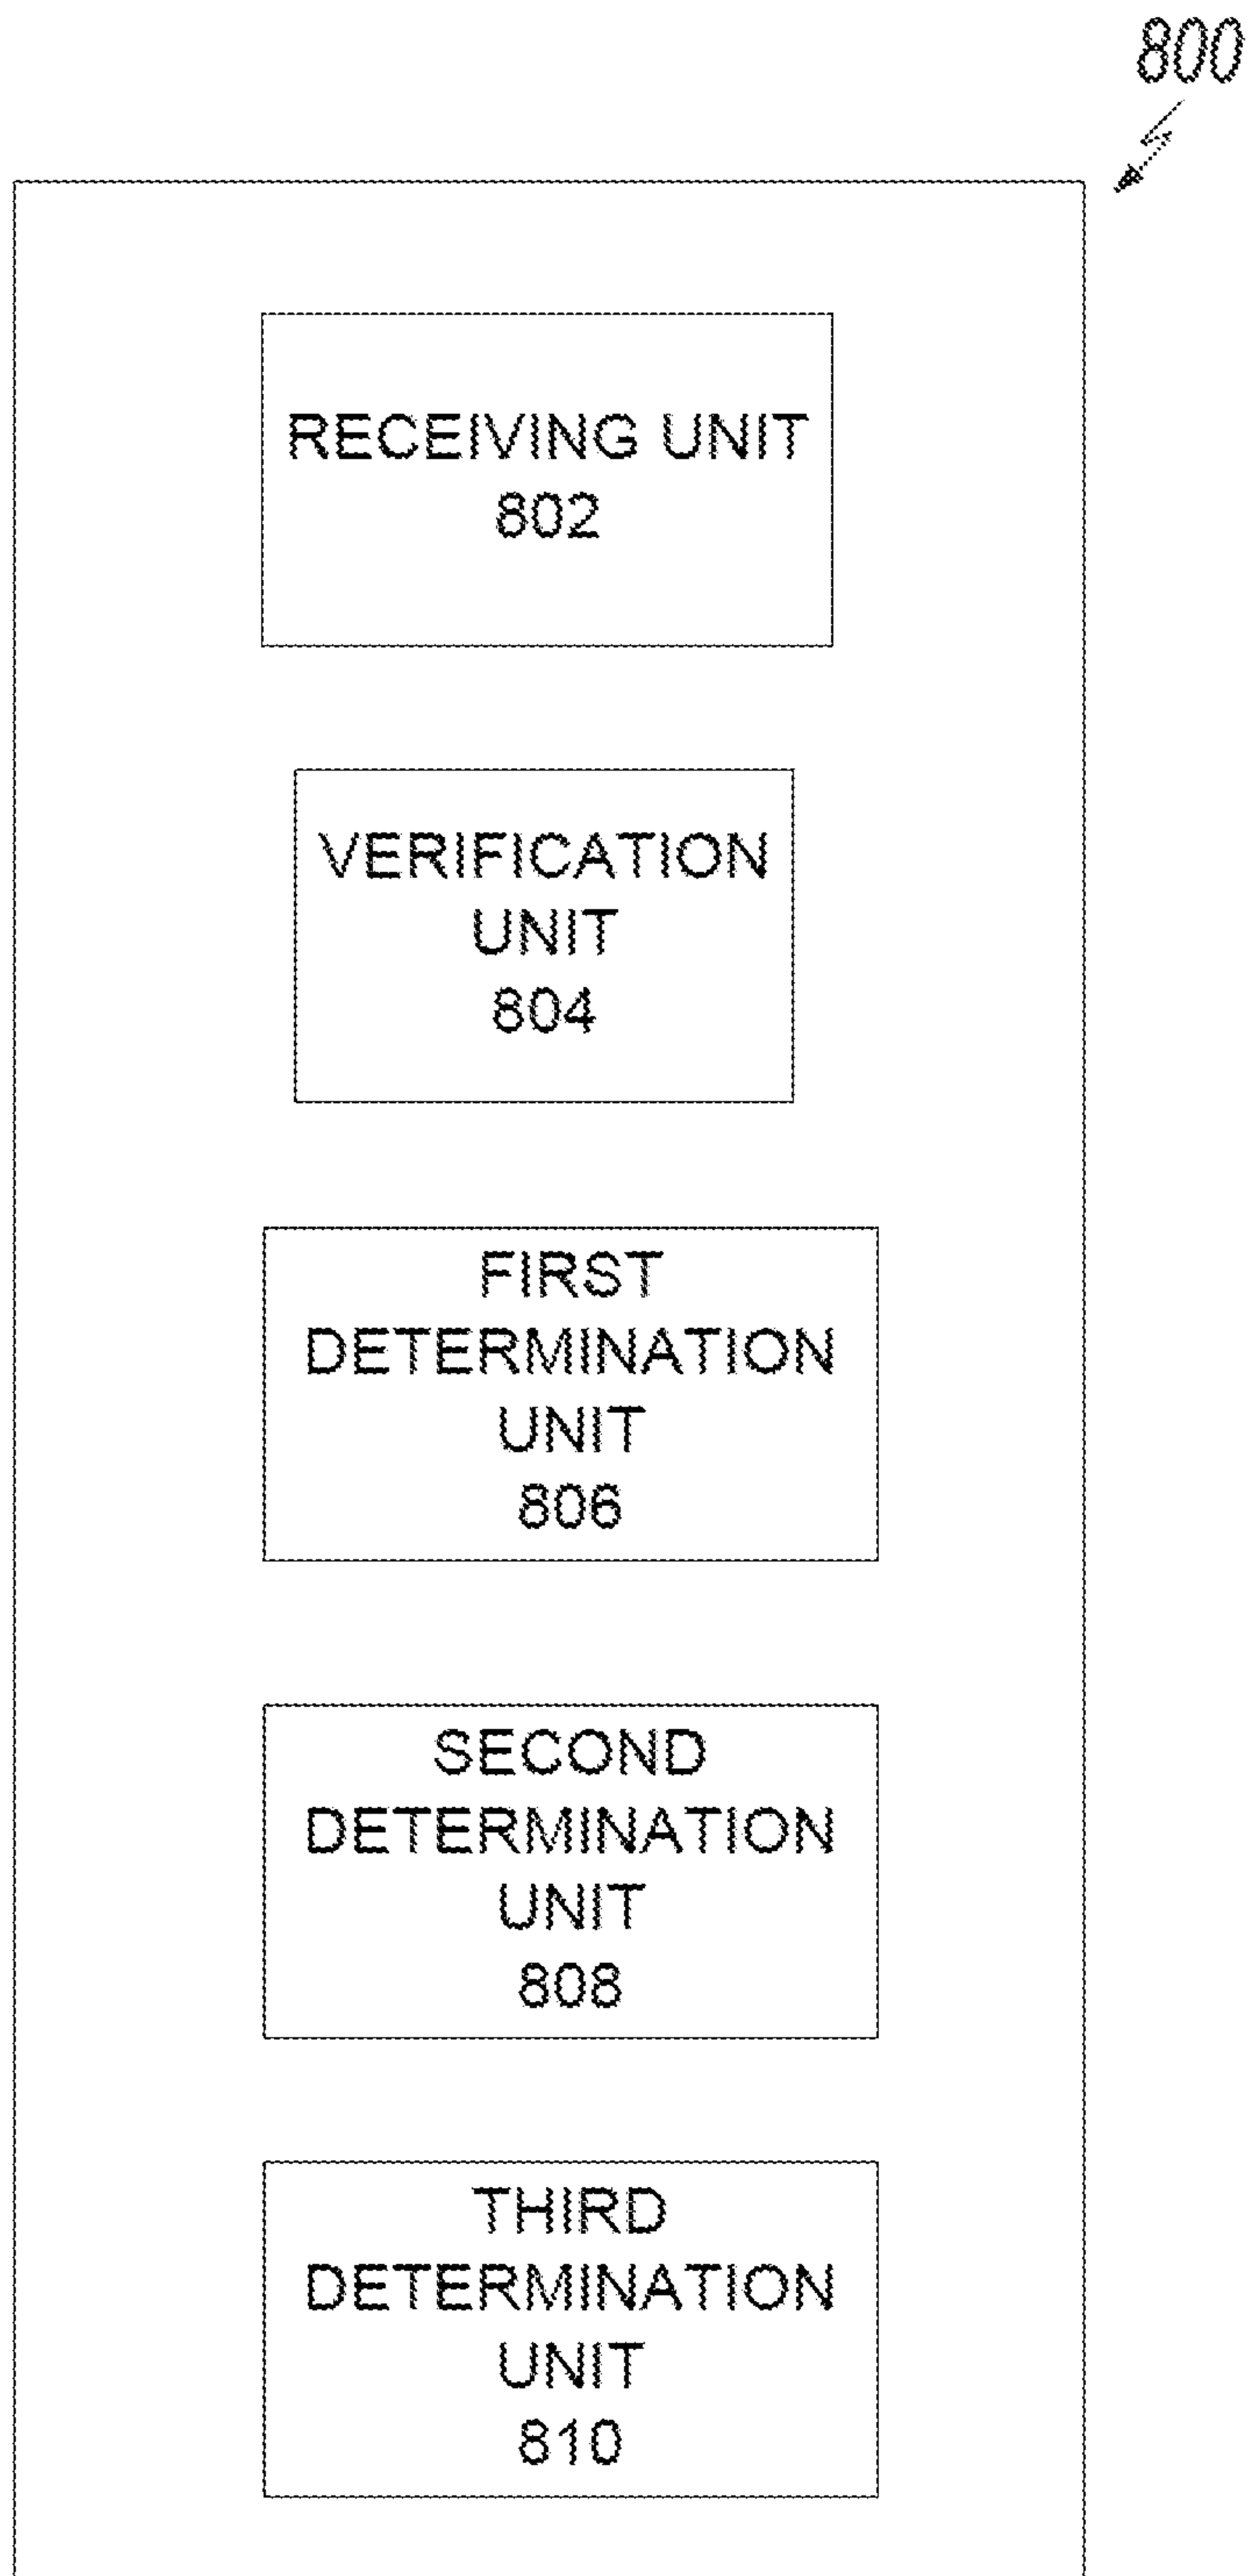 800
RECEIVING UNIT
802
VERIFICATION
UNIT
804
FIRST
DETERMINATION
UNIT
806
SECOND
DETERMINATION
UNIT
808
THIRD
DETERMINATION
UNIT
810